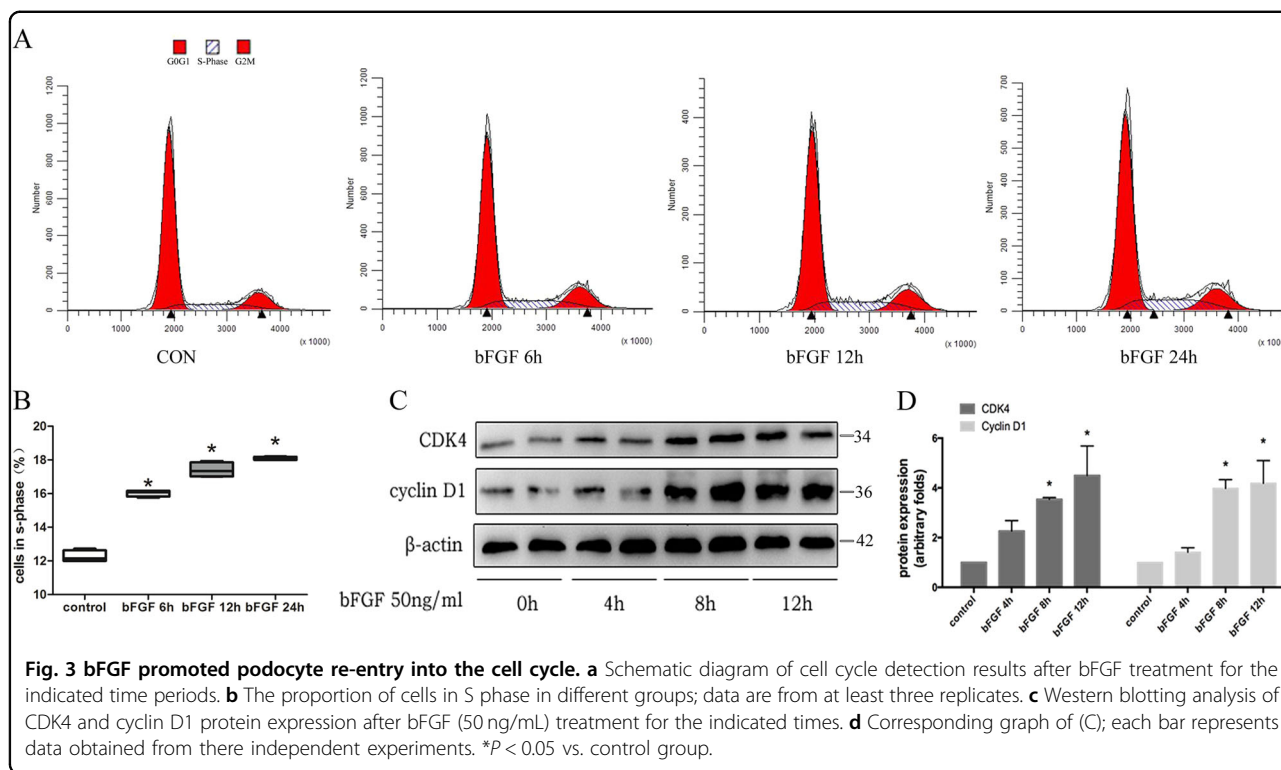 A
G0G1 S-Phase G2M
1200
1000
800
600
400
200
0
Number
0 1000 2000 3000 4000
(x 1000)
CON
1200
1000
800
600
400
200
0
Number
0 1000 2000 3000 4000
(x 1000)
bFGF 6h
400
300
200
100
0
Number
0 1000 2000 3000 4000
(x 1000)
bFGF 12h
700
600
500
400
300
200
100
0
Number
0 1000 2000 3000 4000
(x 1000)
bFGF 24h
B
cells in s-phase (%)
20
18
16
14
12
10
* * *
control bFGF 6h bFGF 12h bFGF 24h
C
CDK4 34
cyclin D1 36
β-actin 42
bFGF 50ng/ml 0h 4h 8h 12h
D
CDK4
Cyclin D1
protein expression
(arbitrary folds)
8
6
4
2
0
* * * *
control bFGF 4h bFGF 8h bFGF 12h control bFGF 4h bFGF 8h bFGF 12h
Fig. 3 bFGF promoted podocyte re-entry into the cell cycle. a Schematic diagram of cell cycle detection results after bFGF treatment for the
indicated time periods. b The proportion of cells in S phase in different groups; data are from at least three replicates. c Western blotting analysis of
CDK4 and cyclin D1 protein expression after bFGF (50 ng/mL) treatment for the indicated times. d Corresponding graph of (C); each bar represents
data obtained from there independent experiments. *P < 0.05 vs. control group.